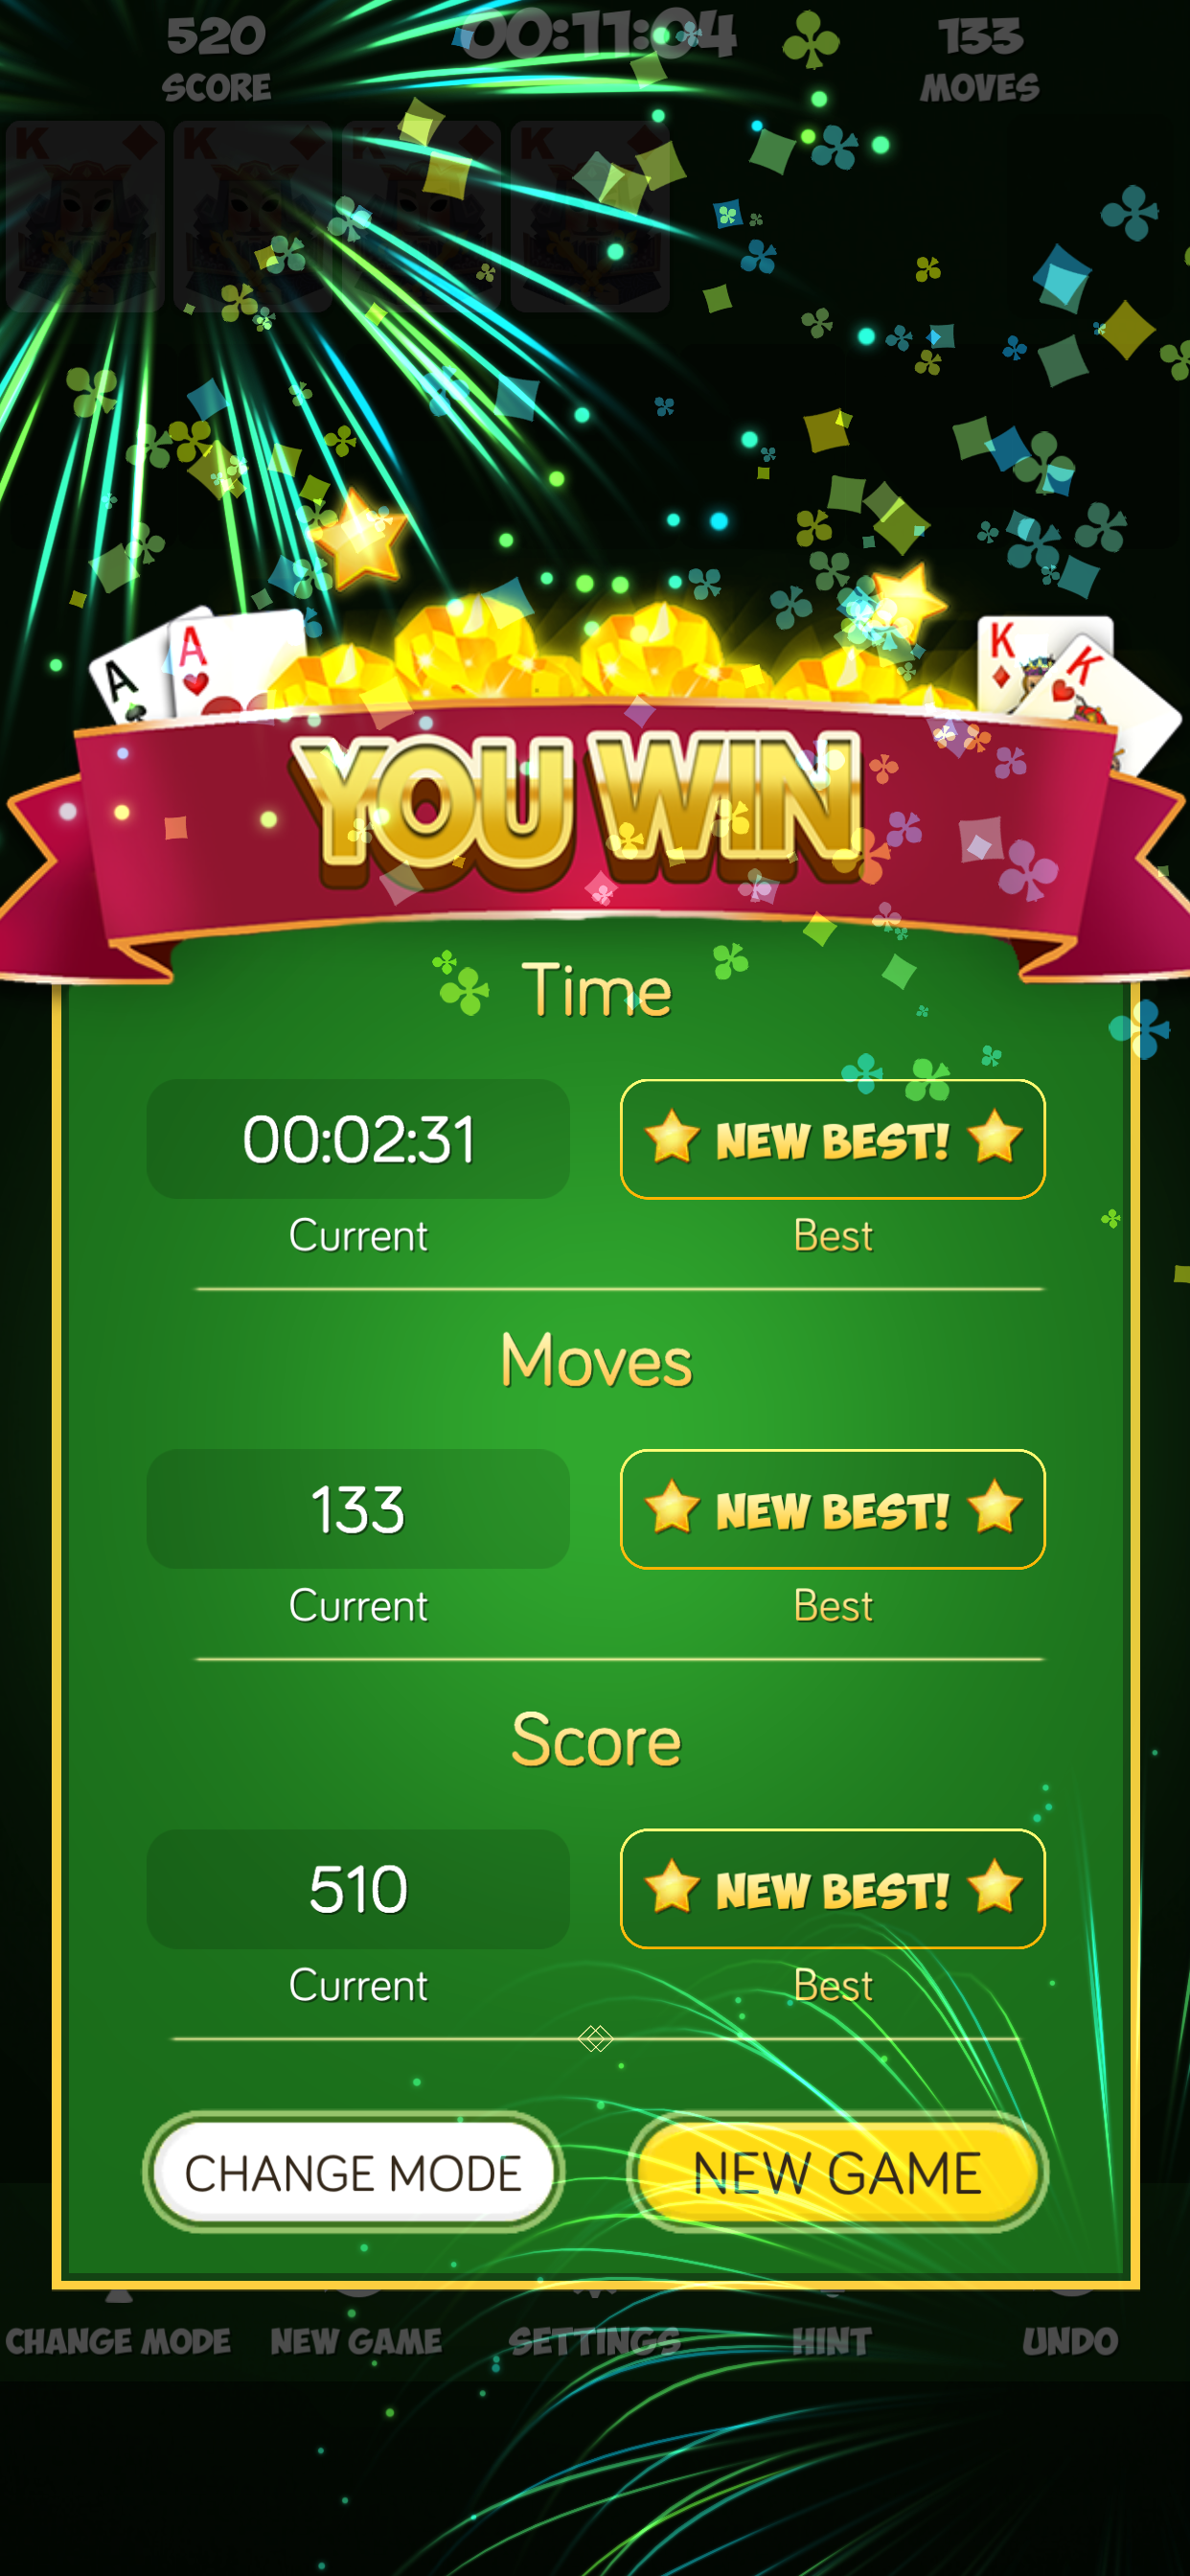 520 00:11:04 133
SCORE MOVES
K K K K
A A K K
YOU WIN
Time
00:02:31 NEW BEST!
Current Best
Moves
133 NEW BEST!
Current Best
Score
510 NEW BEST!
Current Best
CHANGE MODE NEW GAME
CHANGE MODE NEW GAME SETTINGS HINT UNDO